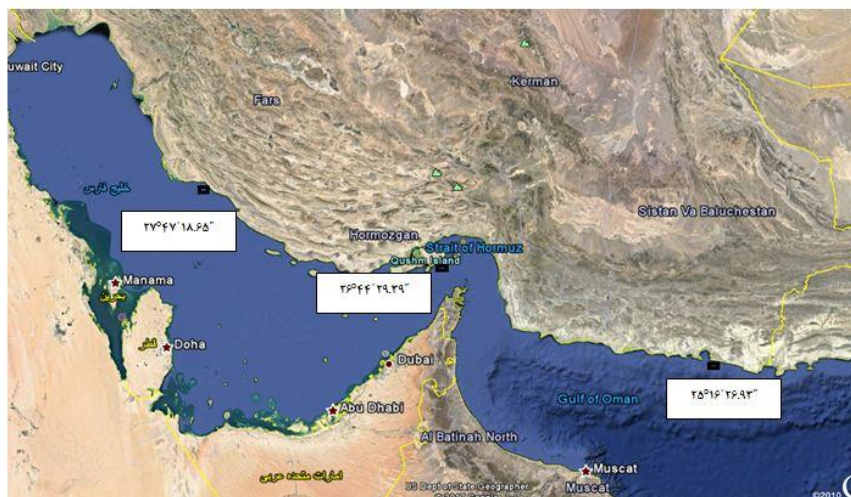 uwait City
Kerman
Fars
خلیج فارس
Sistan Va Baluchestan
۲۷°۴۷´۱۸.۶۵˝
Hormozgan
Strait of Hormuz
Qushm Island
Manama
بحرین
۲۶°۴۴´۲۹.۳۹˝
قطر
Doha
Dubai
۲۵°۱۶´۲۶.۹۳˝
Gulf of Oman
Abu Dhabi
Al Batinah North
امارات متحده عربی
Muscat
Muscat
US Dept of State Geographer
©2010